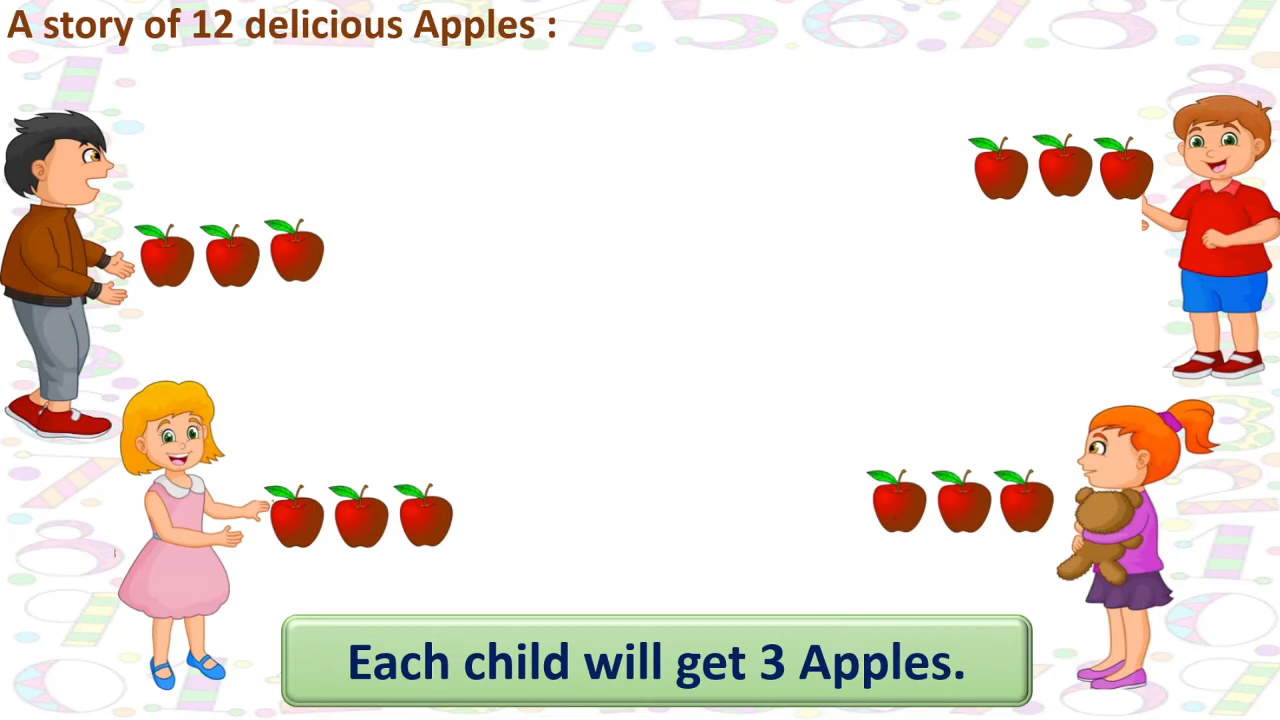 A story of 12 delicious Apples :
Each child will get 3 Apples.